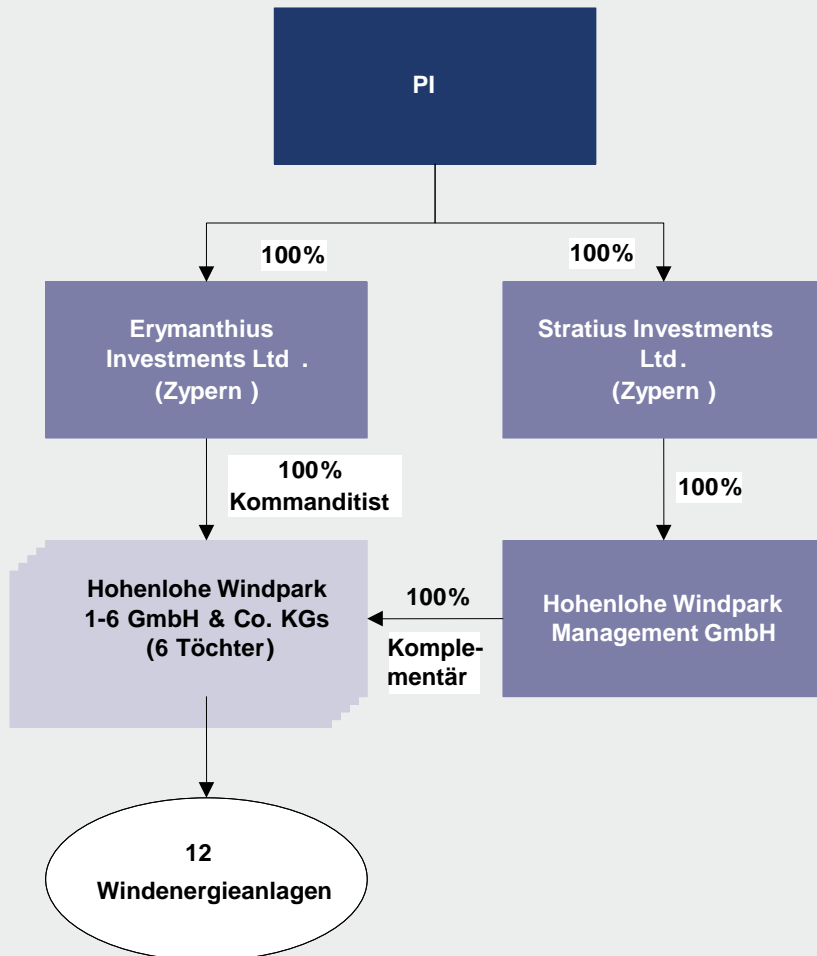 PI
100%
100%
Erymanthius
Investments Ltd .
(Zypern )
Stratius Investments
Ltd.
(Zypern )
100%
Kommanditist
100%
Hohenlohe Windpark
1-6 GmbH & Co. KGs
(6 Töchter)
100%
Komple-
mentär
Hohenlohe Windpark
Management GmbH
12
Windenergieanlagen